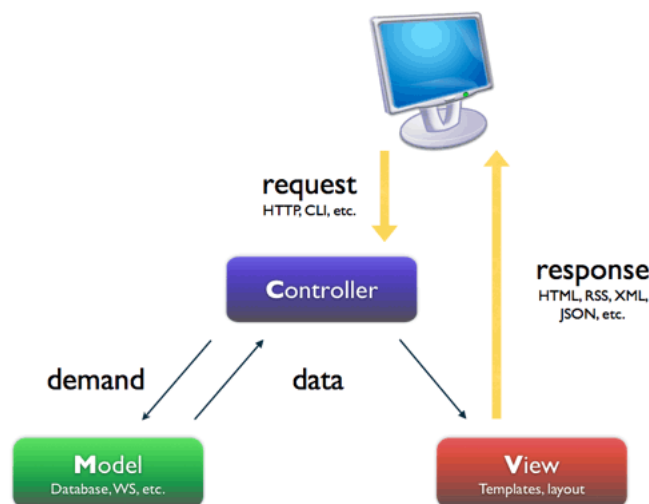 request
HTTP, CLI, etc.
Controller
response
HTML, RSS, XML,
JSON, etc.
demand
data
Model
Database, WS, etc.
View
Templates, layout